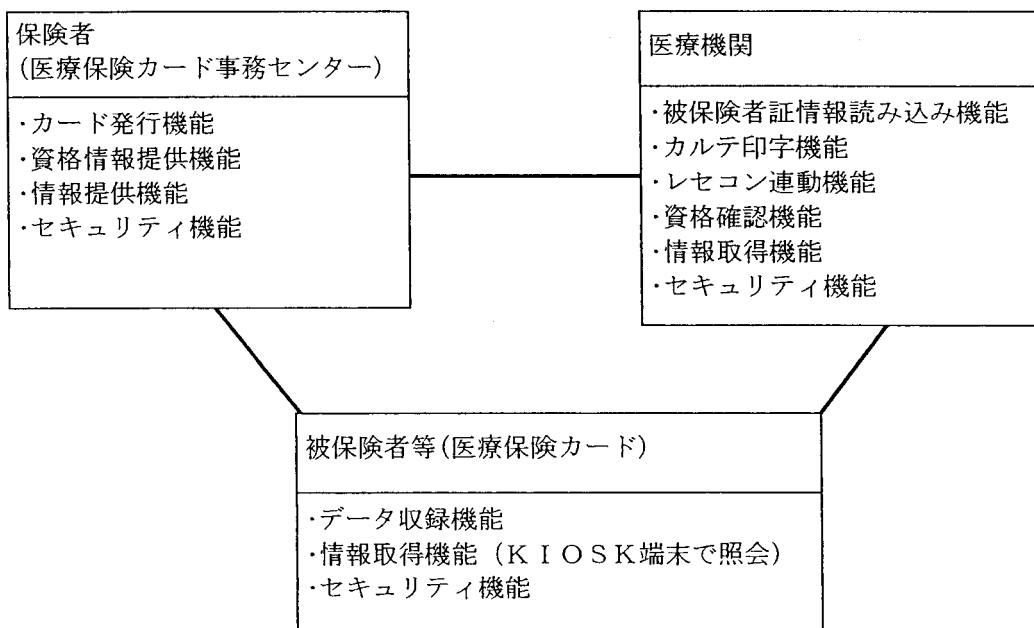 保険者
(医療保険カード事務センター)
・カード発行機能
・資格情報提供機能
・情報提供機能
・セキュリティ機能
医療機関
・被保険者証情報読み込み機能
・カルテ印字機能
・レセコン連動機能
・資格確認機能
・情報取得機能
・セキュリティ機能
被保険者等(医療保険カード)
・データ収録機能
・情報取得機能（ＫＩＯＳＫ端末で照会）
・セキュリティ機能